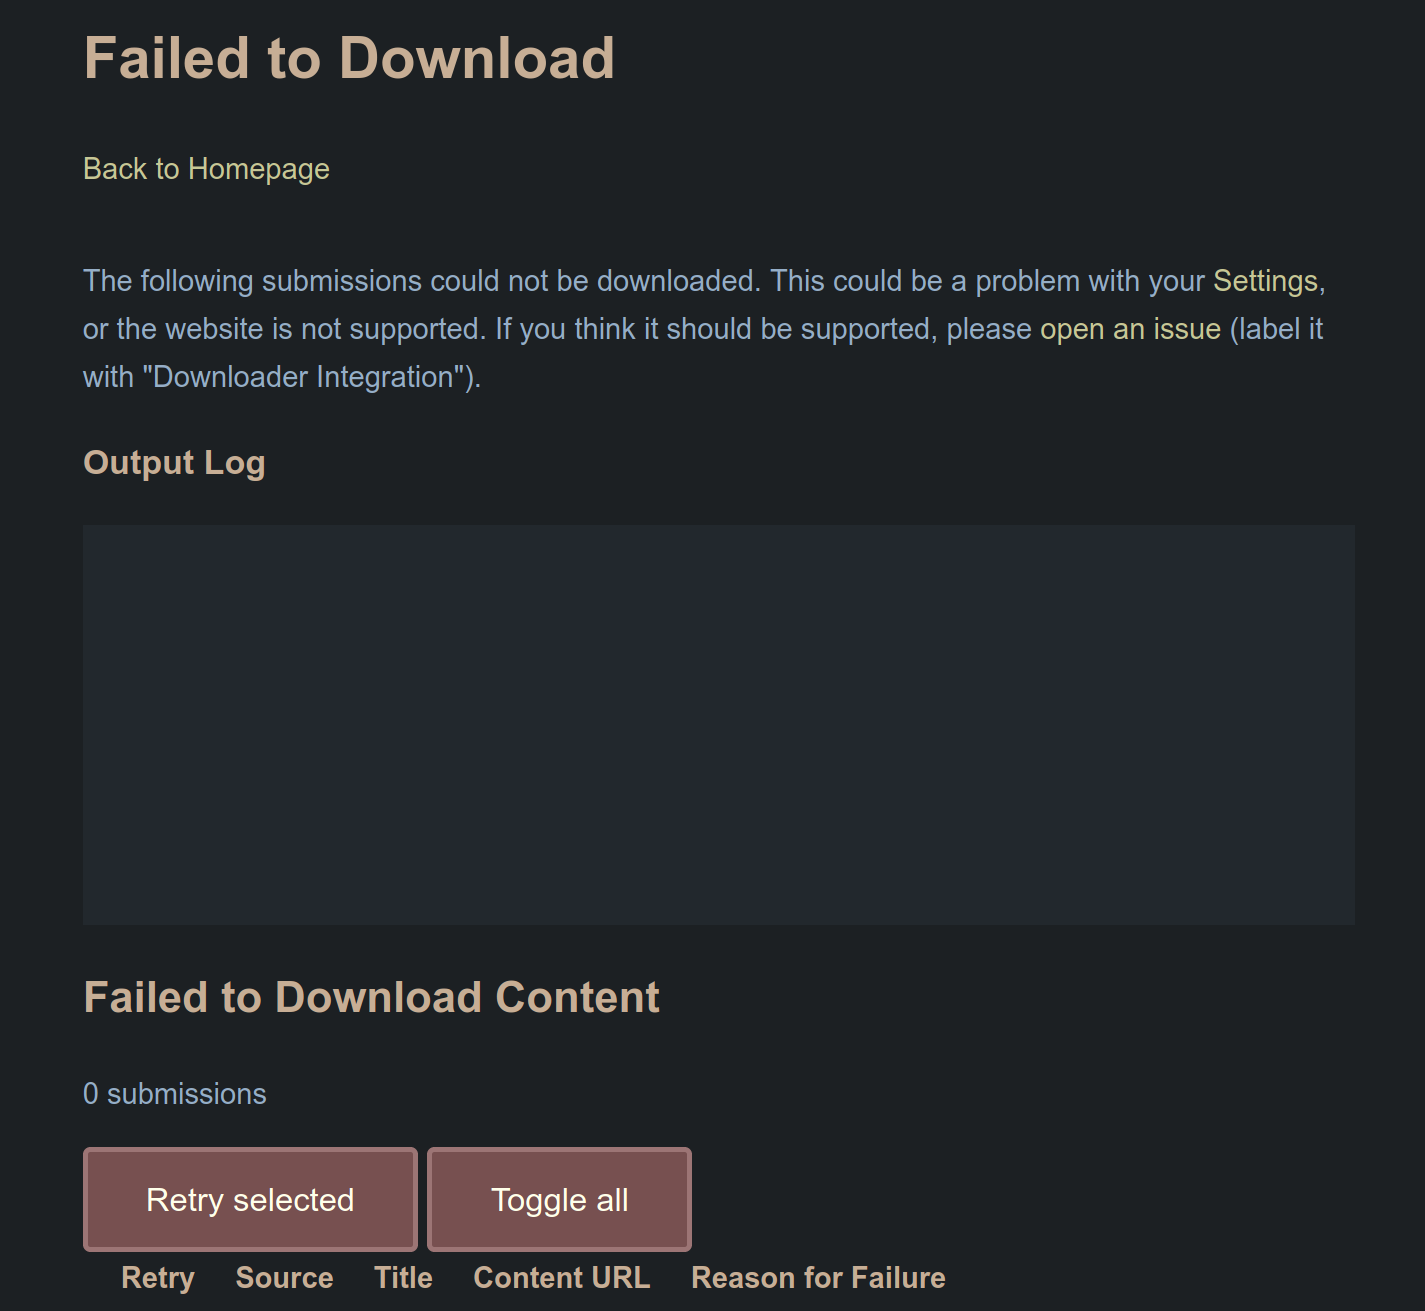 Failed to Download
Back to Homepage
The following submissions could not be downloaded. This could be a problem with your Settings,
or the website is not supported. If you think it should be supported, please open an issue (label it
with "Downloader Integration").
Output Log
Failed to Download Content
0 submissions
Retry selected Toggle all
Retry Source Title Content URL Reason for Failure